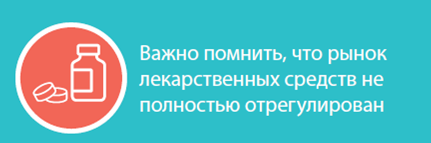 Важно помнить, что рынок
лекарственных средств не
полностью отрегулирован